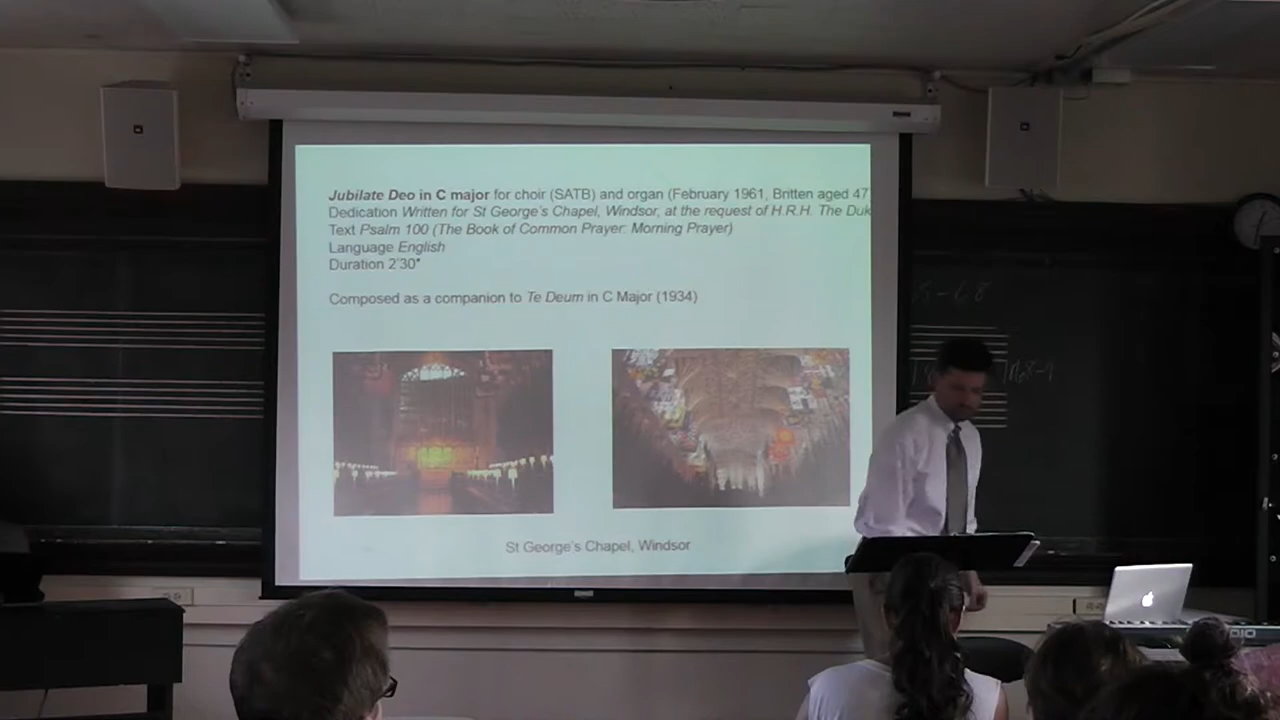 Jubilate Deo in C major for choir (SATB) and organ (February 1961, Britten aged 47
Dedication Written for St George's Chapel, Windsor, at the request of H.R.H. The Duk
Text Psalm 100 (The Book of Common Prayer: Morning Prayer)
Language English
Duration 2'30"
Composed as a companion to Te Deum in C Major (1934)
St George's Chapel, Windsor